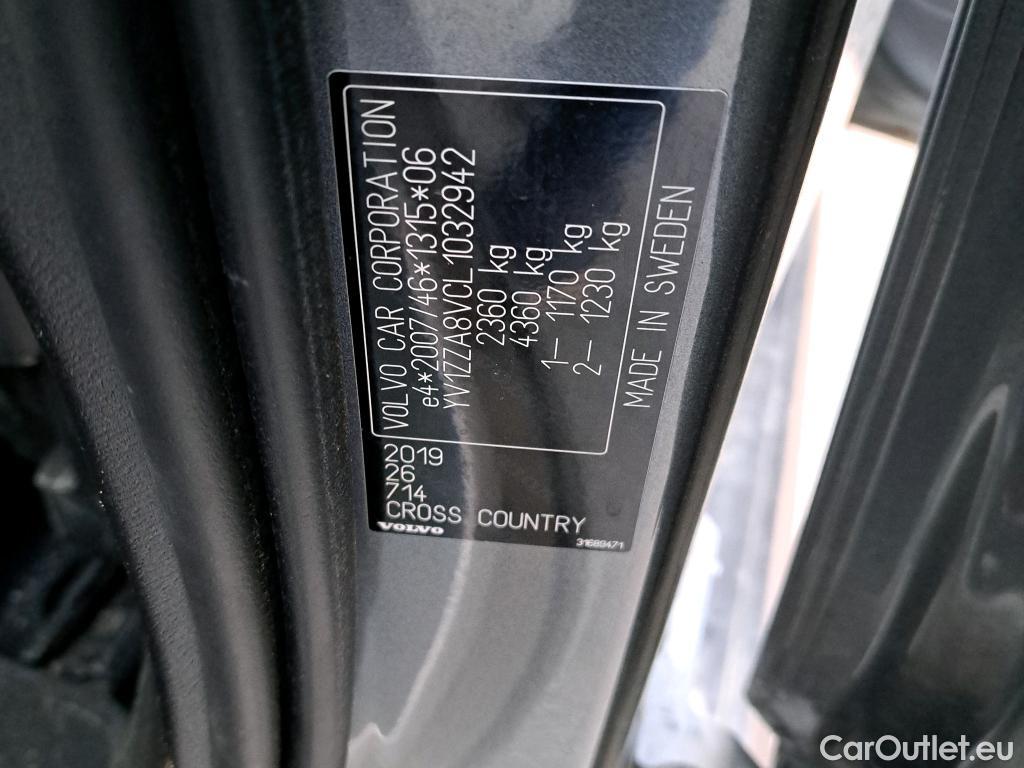 VOLVO CAR CORPORATION
e4*2007/46*1315*06
YV1ZZA8VCL1032942
2360 kg
4360 kg
1– 1170 kg
2– 1230 kg
MADE IN SWEDEN
2019
26
714
CROSS COUNTRY
VOLVO
31689471
CarOutlet.eu